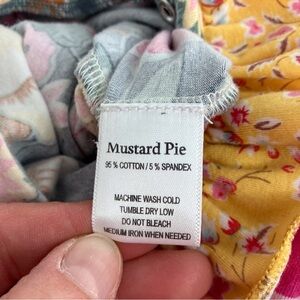 Mustard Pie
95 % COTTON / 5 % SPANDEX
MACHINE WASH COLD
TUMBLE DRY LOW
DO NOT BLEACH
MEDIUM IRON WHEN NEEDED